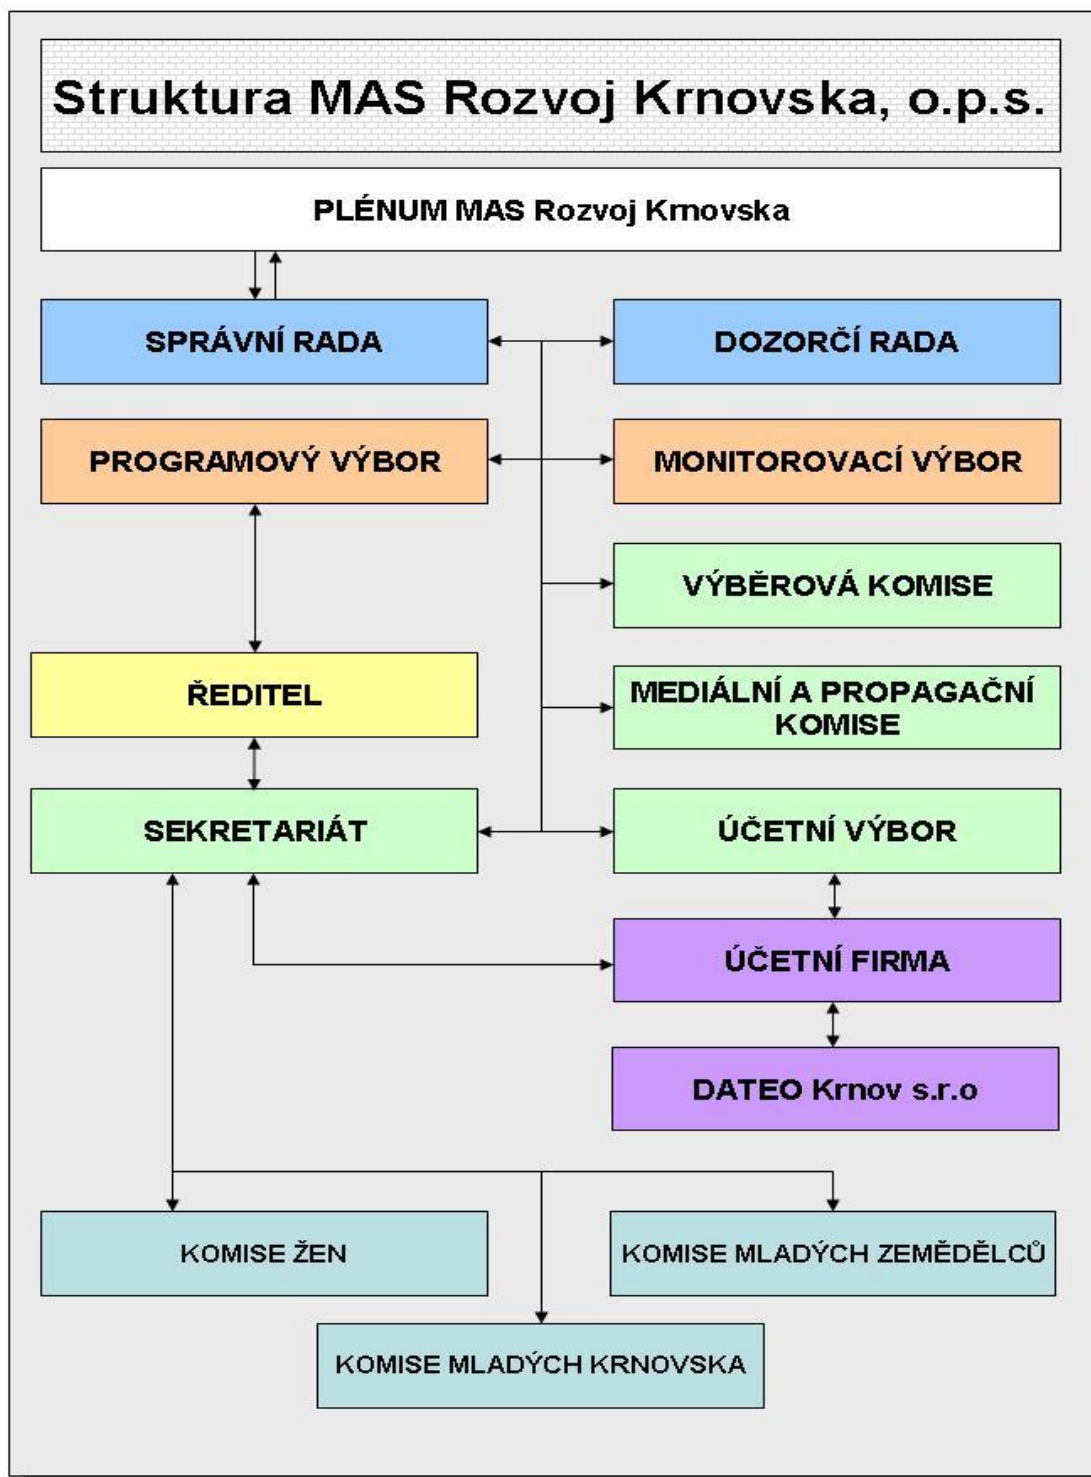 Struktura MAS Rozvoj Krnovska, o.p.s.
PLÉNUM MAS Rozvoj Krnovska
SPRÁVNÍ RADA
DOZORČÍ RADA
PROGRAMOVÝ VÝBOR
MONITOROVACÍ VÝBOR
VÝBĚROVÁ KOMISE
ŘEDITEL
MEDIÁLNÍ A PROPAGAČNÍ
KOMISE
SEKRETARIÁT
ÚČETNÍ VÝBOR
ÚČETNÍ FIRMA
DATEO Krnov s.r.o
KOMISE ŽEN
KOMISE MLADÝCH ZEMĚDĚLCŮ
KOMISE MLADÝCH KRNOVSKA